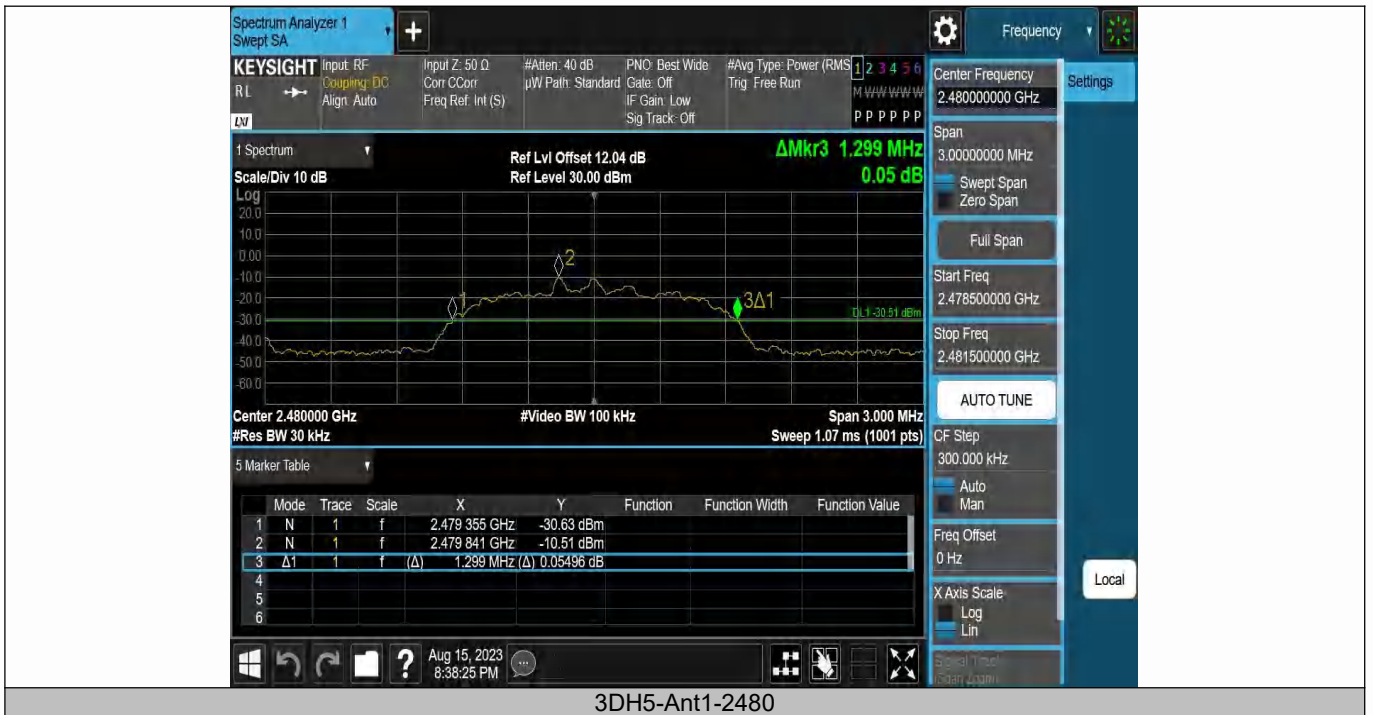 Spectrum Analyzer 1
Swept SA
+
Frequency
KEYSIGHT
R L
LXI
Input: RF
Coupling: DC
Align: Auto
Input Z: 50 Ω
Corr CCorr
Freq Ref: Int (S)
#Atten: 40 dB
µW Path: Standard
PNO: Best Wide
Gate: Off
IF Gain: Low
Sig Track: Off
#Avg Type: Power (RMS
Trig: Free Run
1 2 3 4 5 6
M W W W W W
P P P P P P
1 Spectrum
Scale/Div 10 dB
Ref Lvl Offset 12.04 dB
Ref Level 30.00 dBm
ΔMkr3 1.299 MHz
0.05 dB
Log
20.0
10.0
0.00
-10.0
-20.0
-30.0
-40.0
-50.0
-60.0
1
2
3Δ1
DL1 -30.51 dBm
Center 2.480000 GHz
#Video BW 100 kHz
Span 3.000 MHz
#Res BW 30 kHz
Sweep 1.07 ms (1001 pts)
5 Marker Table
Mode Trace Scale X Y Function Function Width Function Value
1 N 1 f 2.479 355 GHz -30.63 dBm
2 N 1 f 2.479 841 GHz -10.51 dBm
3 Δ1 1 f (Δ) 1.299 MHz (Δ) 0.05496 dB
4
5
6
Aug 15, 2023
8:38:25 PM
Center Frequency
2.480000000 GHz
Settings
Span
3.00000000 MHz
Swept Span
Zero Span
Full Span
Start Freq
2.478500000 GHz
Stop Freq
2.481500000 GHz
AUTO TUNE
CF Step
300.000 kHz
Auto
Man
Freq Offset
0 Hz
X Axis Scale
Log
Lin
Signal Track
(Span Zoom)
Local
3DH5-Ant1-2480